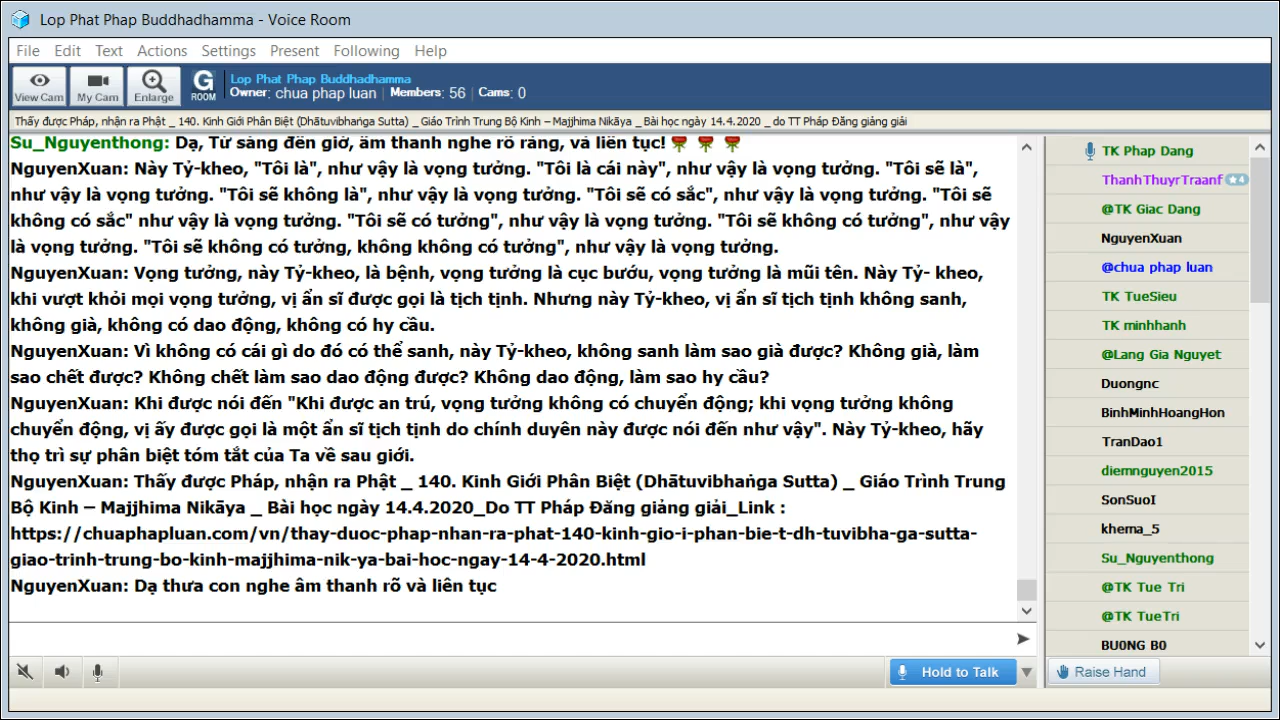 Lop Phat Phap Buddhadhamma - Voice Room
File Edit Text Actions Settings Present Following Help
View Cam My Cam Enlarge G ROOM
Lop Phat Phap Buddhadhamma
Owner: chua phap luan | Members: 56 | Cams: 0
Thấy được Pháp, nhận ra Phật _ 140. Kinh Giới Phân Biệt (Dhātuvibhaṅga Sutta) _ Giáo Trình Trung Bộ Kinh – Majjhima Nikāya _ Bài học ngày 14.4.2020 _ do TT Pháp Đăng giảng giải
Su_Nguyenthong: Dạ, Từ sáng đến giờ, âm thanh nghe rõ ràng, và liên tục!
NguyenXuan: Này Tỷ-kheo, "Tôi là", như vậy là vọng tưởng. "Tôi là cái này", như vậy là vọng tưởng. "Tôi sẽ là",
như vậy là vọng tưởng. "Tôi sẽ không là", như vậy là vọng tưởng. "Tôi sẽ có sắc", như vậy là vọng tưởng. "Tôi sẽ
không có sắc" như vậy là vọng tưởng. "Tôi sẽ có tưởng", như vậy là vọng tưởng. "Tôi sẽ không có tưởng", như vậy
là vọng tưởng. "Tôi sẽ không có tưởng, không không có tưởng", như vậy là vọng tưởng.
NguyenXuan: Vọng tưởng, này Tỷ-kheo, là bệnh, vọng tưởng là cục bướu, vọng tưởng là mũi tên. Này Tỷ- kheo,
khi vượt khỏi mọi vọng tưởng, vị ẩn sĩ được gọi là tịch tịnh. Nhưng này Tỷ-kheo, vị ẩn sĩ tịch tịnh không sanh,
không già, không có dao động, không có hy cầu.
NguyenXuan: Vì không có cái gì do đó có thể sanh, này Tỷ-kheo, không sanh làm sao già được? Không già, làm
sao chết được? Không chết làm sao dao động được? Không dao động, làm sao hy cầu?
NguyenXuan: Khi được nói đến "Khi được an trú, vọng tưởng không có chuyển động; khi vọng tưởng không
chuyển động, vị ấy được gọi là một ẩn sĩ tịch tịnh do chính duyên này được nói đến như vậy". Này Tỷ-kheo, hãy
thọ trì sự phân biệt tóm tắt của Ta về sau giới.
NguyenXuan: Thấy được Pháp, nhận ra Phật _ 140. Kinh Giới Phân Biệt (Dhātuvibhaṅga Sutta) _ Giáo Trình Trung
Bộ Kinh – Majjhima Nikāya _ Bài học ngày 14.4.2020_Do TT Pháp Đăng giảng giải_Link :
https://chuaphapluan.com/vn/thay-duoc-phap-nhan-ra-phat-140-kinh-gio-i-phan-bie-t-dh-tuvibha-ga-sutta-
giao-trinh-trung-bo-kinh-majjhima-nik-ya-bai-hoc-ngay-14-4-2020.html
NguyenXuan: Dạ thưa con nghe âm thanh rõ và liên tục
TK Phap Dang
ThanhThuyrTraanf 4
@TK Giac Dang
NguyenXuan
@chua phap luan
TK TueSieu
TK minhhanh
@Lang Gia Nguyet
Duongnc
BinhMinhHoangHon
TranDao1
diemnguyen2015
SonSuoI
khema_5
Su_Nguyenthong
@TK Tue Tri
@TK TueTri
BU0NG B0
Hold to Talk
Raise Hand